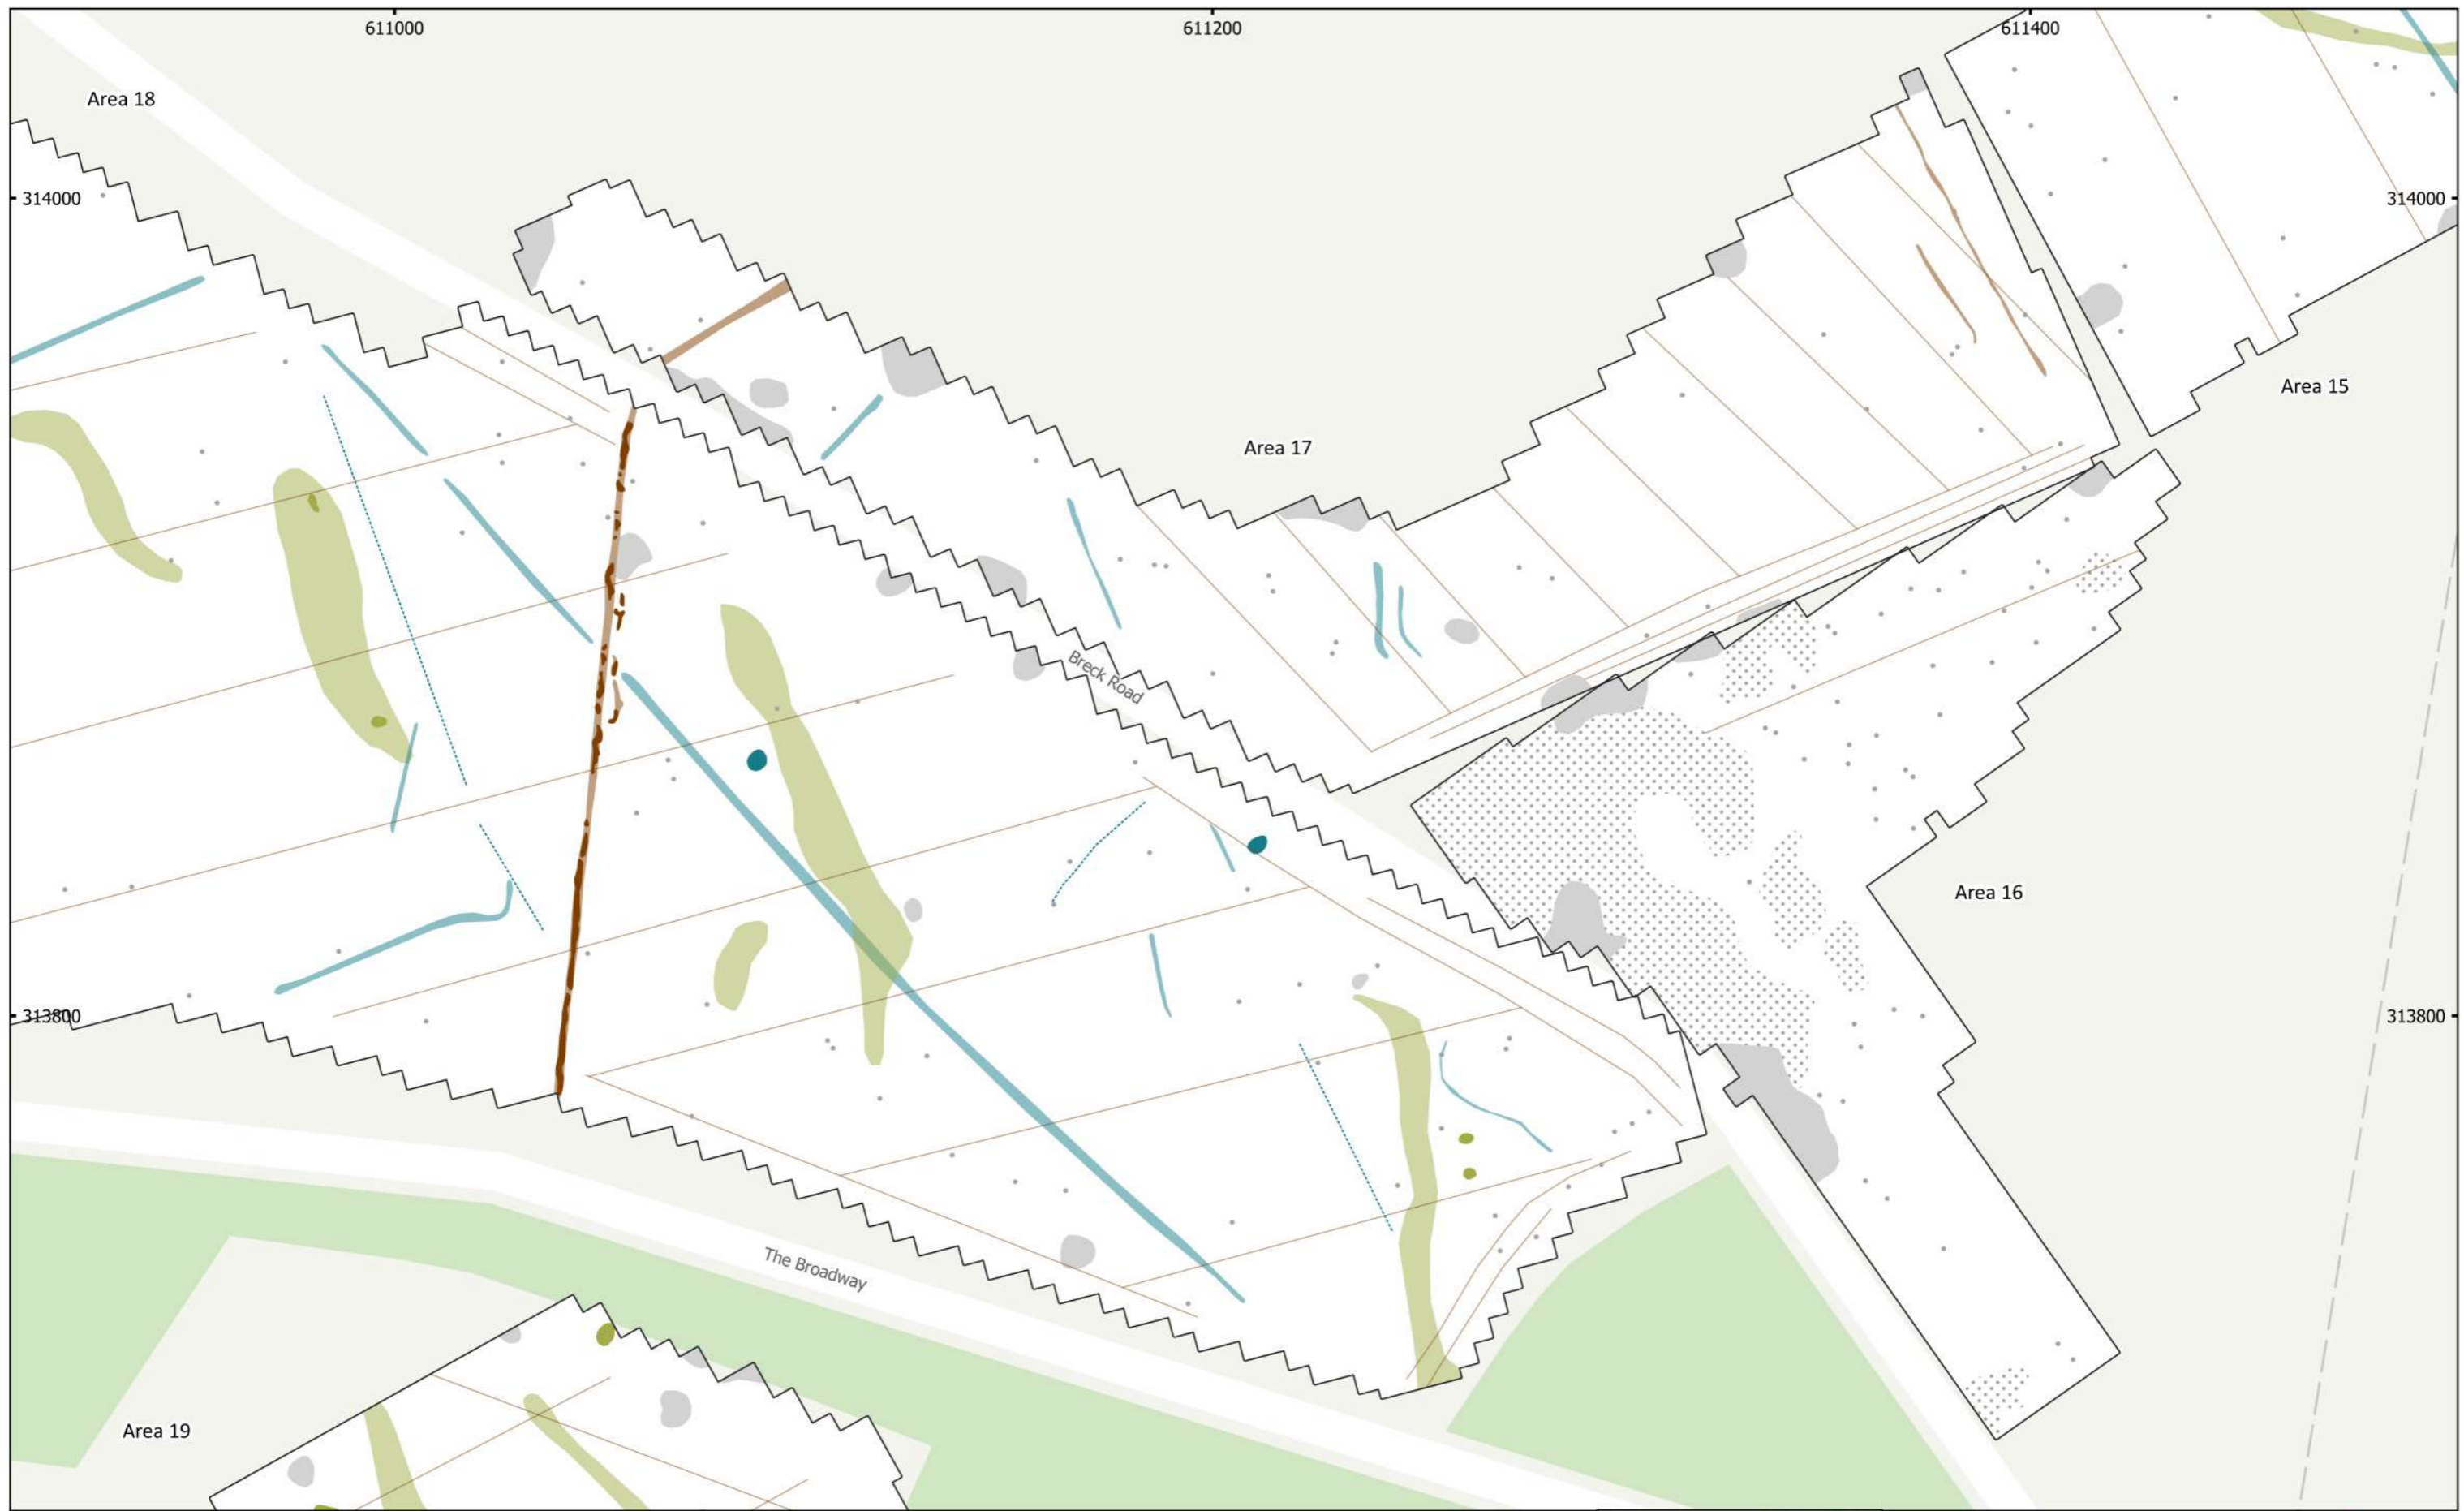 611000
611200
611400
Area 18
314000
314000
Area 15
Area 17
Breck Road
Area 16
313800
313800
The Broadway
Area 19